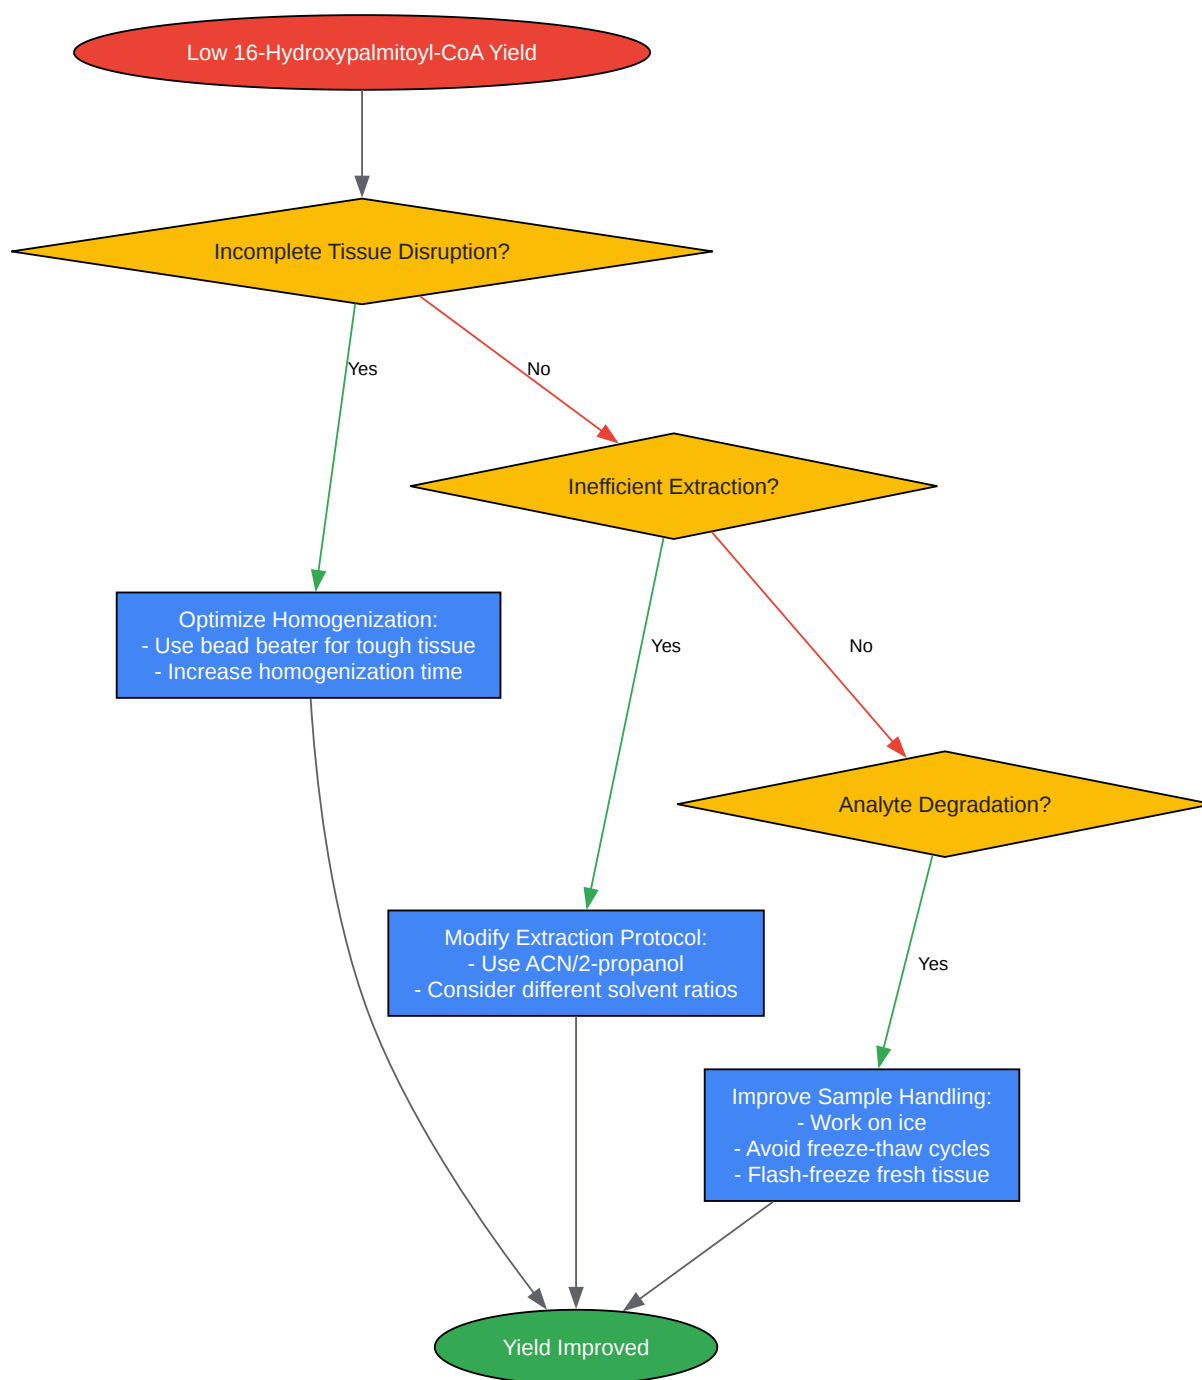 Low 16-Hydroxypalmitoyl-CoA Yield
Incomplete Tissue Disruption?
Yes
No
Inefficient Extraction?
Optimize Homogenization:
- Use bead beater for tough tissue
- Increase homogenization time
Yes
No
Analyte Degradation?
Modify Extraction Protocol:
- Use ACN/2-propanol
- Consider different solvent ratios
Yes
Improve Sample Handling:
- Work on ice
- Avoid freeze-thaw cycles
- Flash-freeze fresh tissue
Yield Improved